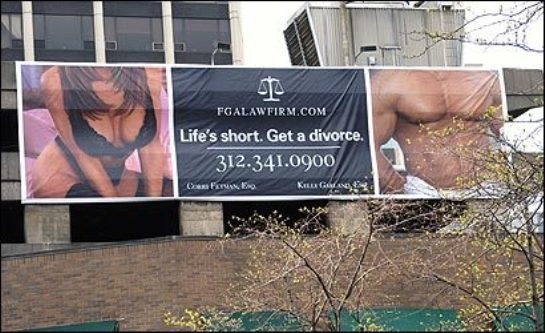 FGALAWFIRM.COM
Life's short. Get a divorce.
312.341.0900
CORRI FETMAN, ESQ. KELLY GARLAND, ESQ.